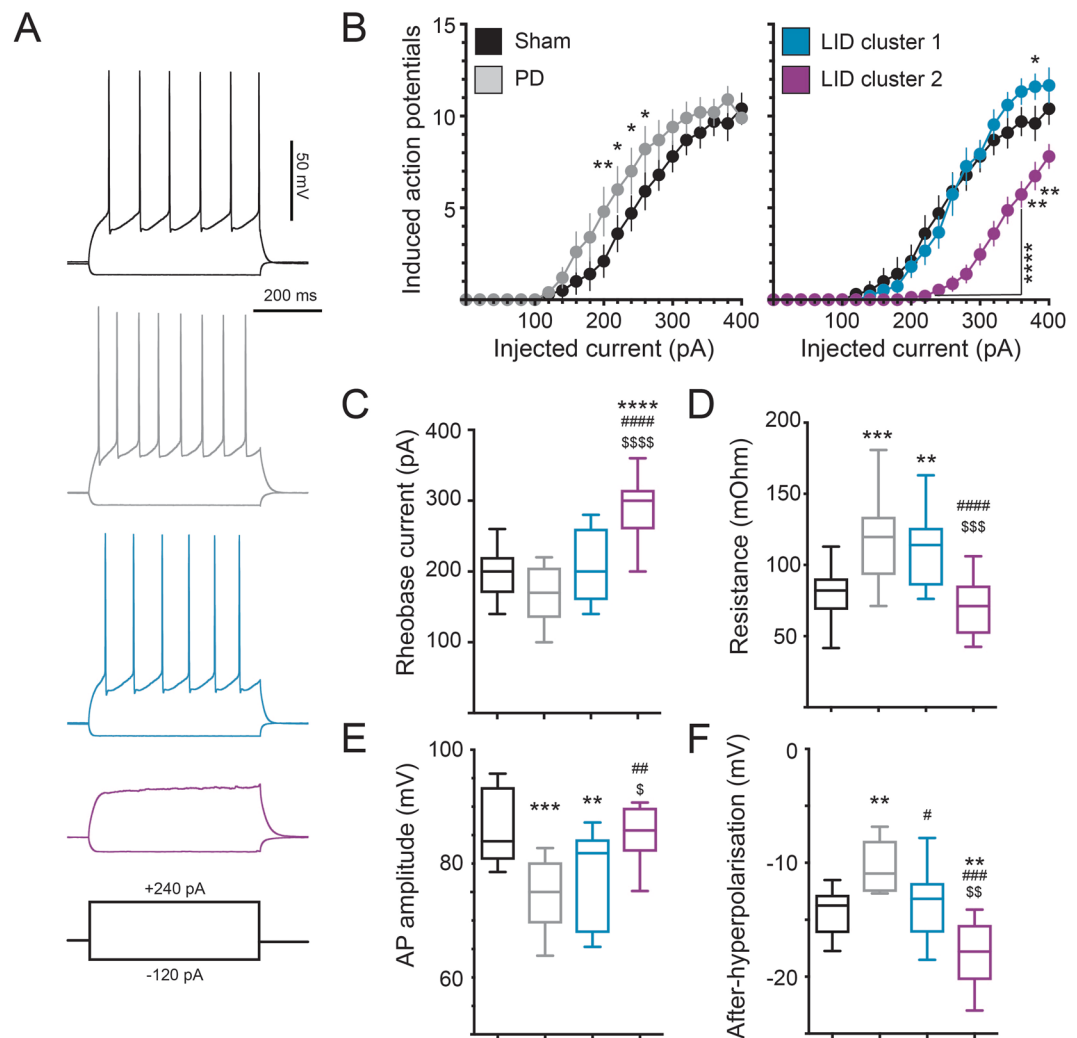 A
50 mV
200 ms
+240 pA
-120 pA
B
Induced action potentials
15
10
5
Sham
PD
**
*
*
*
100
200
300
400
Injected current (pA)
LID cluster 1
LID cluster 2
*
**
**
****
100
200
300
400
Injected current (pA)
C
Rheobase current (pA)
400
300
200
100
****
####
$$$$
D
Resistance (mOhm)
200
150
100
50
***
**
####
$$$
E
AP amplitude (mV)
100
80
60
***
**
##
$
F
After-hyperpolarisation (mV)
0
-10
-20
**
#
**
###
$$